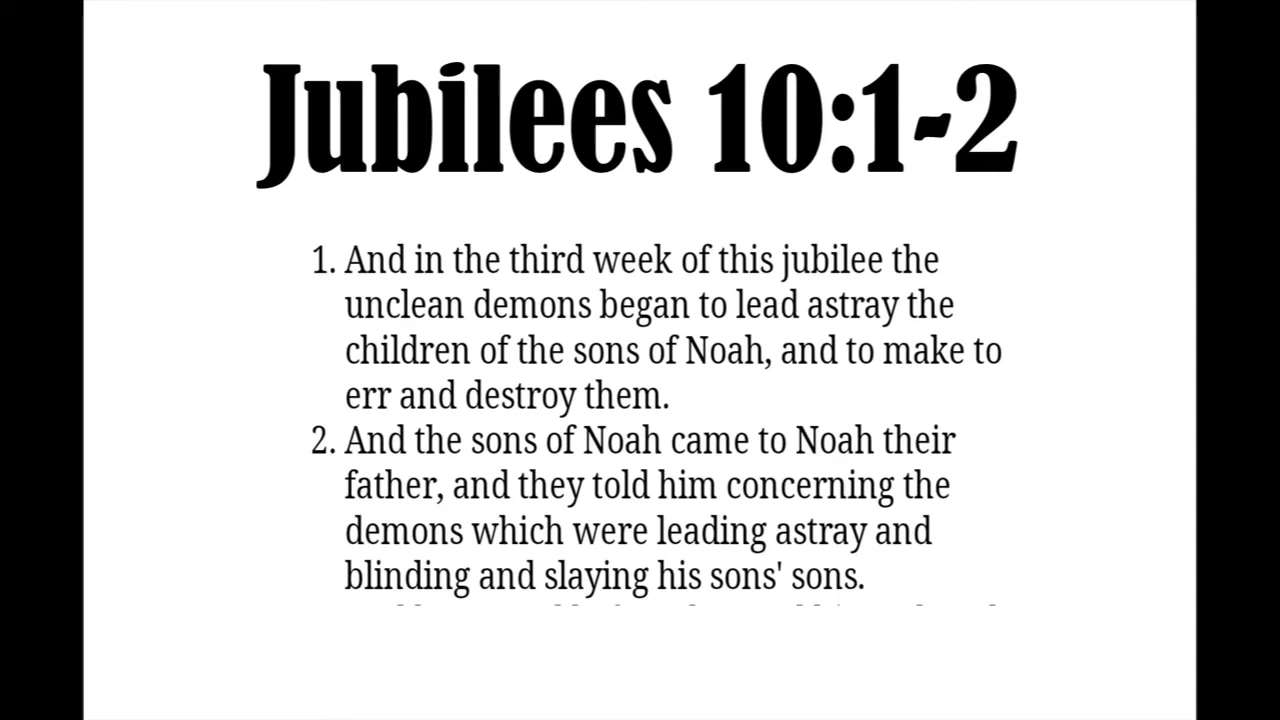 Jubilees 10:1-2
1. And in the third week of this jubilee the
unclean demons began to lead astray the
children of the sons of Noah, and to make to
err and destroy them.
2. And the sons of Noah came to Noah their
father, and they told him concerning the
demons which were leading astray and
blinding and slaying his sons' sons.